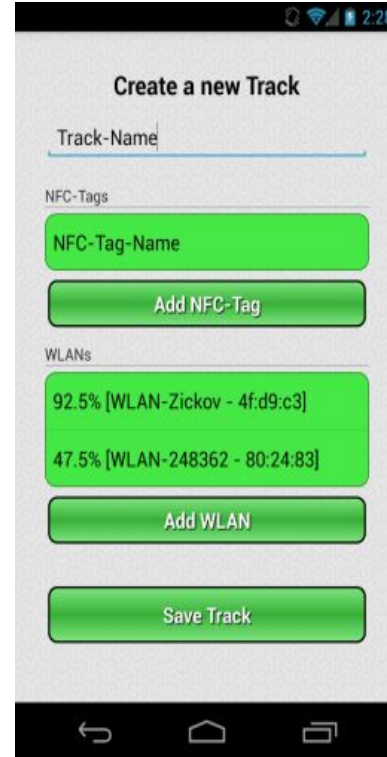 2:2
Create a new Track
Track-Name
NFC-Tags
NFC-Tag-Name
Add NFC-Tag
WLANs
92.5% [WLAN-Zickov - 4f:d9:c3]
47.5% [WLAN-248362 - 80:24:83]
Add WLAN
Save Track